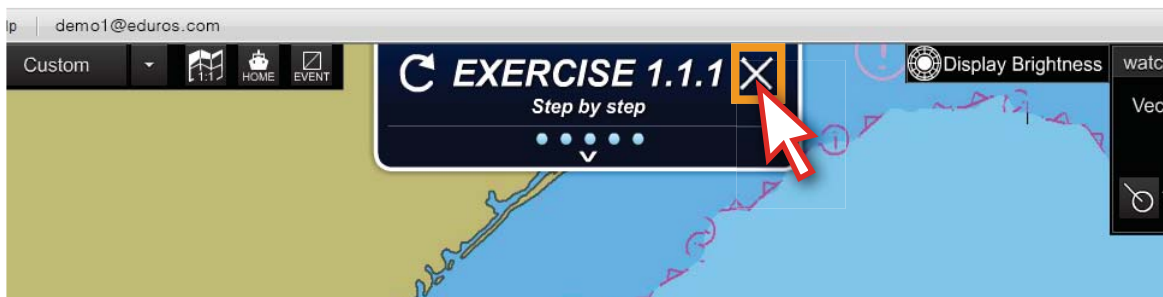 lp demo1@eduros.com
Custom 1:1 HOME EVENT
EXERCISE 1.1.1
Step by step
Display Brightness
watc
Vec